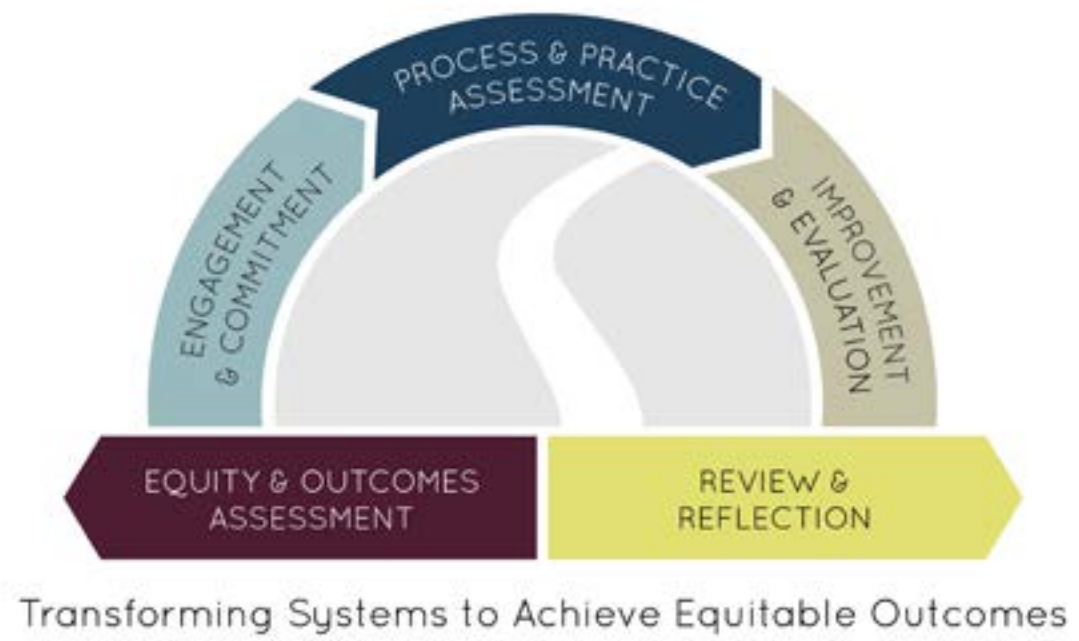 PROCESS & PRACTICE
ASSESSMENT
ENGAGEMENT
& COMMITMENT
IMPROVEMENT
& EVALUATION
EQUITY & OUTCOMES
ASSESSMENT
REVIEW &
REFLECTION
Transforming Systems to Achieve Equitable Outcomes